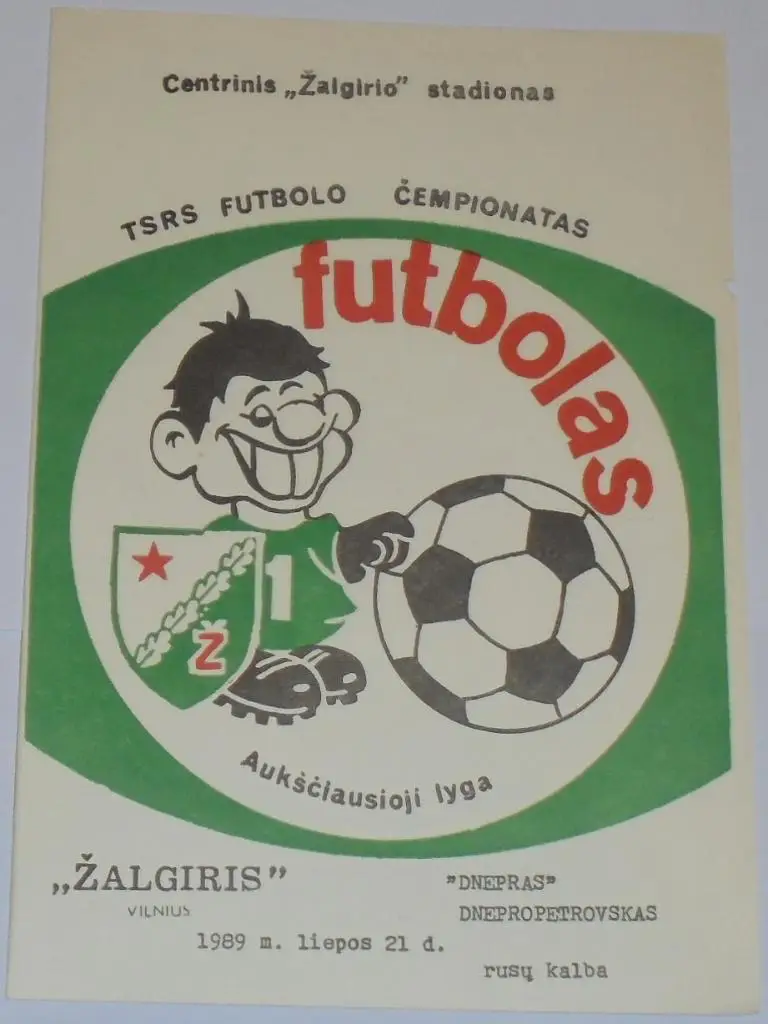 Centrinis „Žalgirio” stadionas
TSRS FUTBOLO ČEMPIONATAS
futbolas
1
Ž
Aukščiausioji lyga
„ŽALGIRIS”
VILNIUS
"DNEPRAS"
DNEPROPETROVSKAS
1989 m. liepos 21 d.
rusų kalba